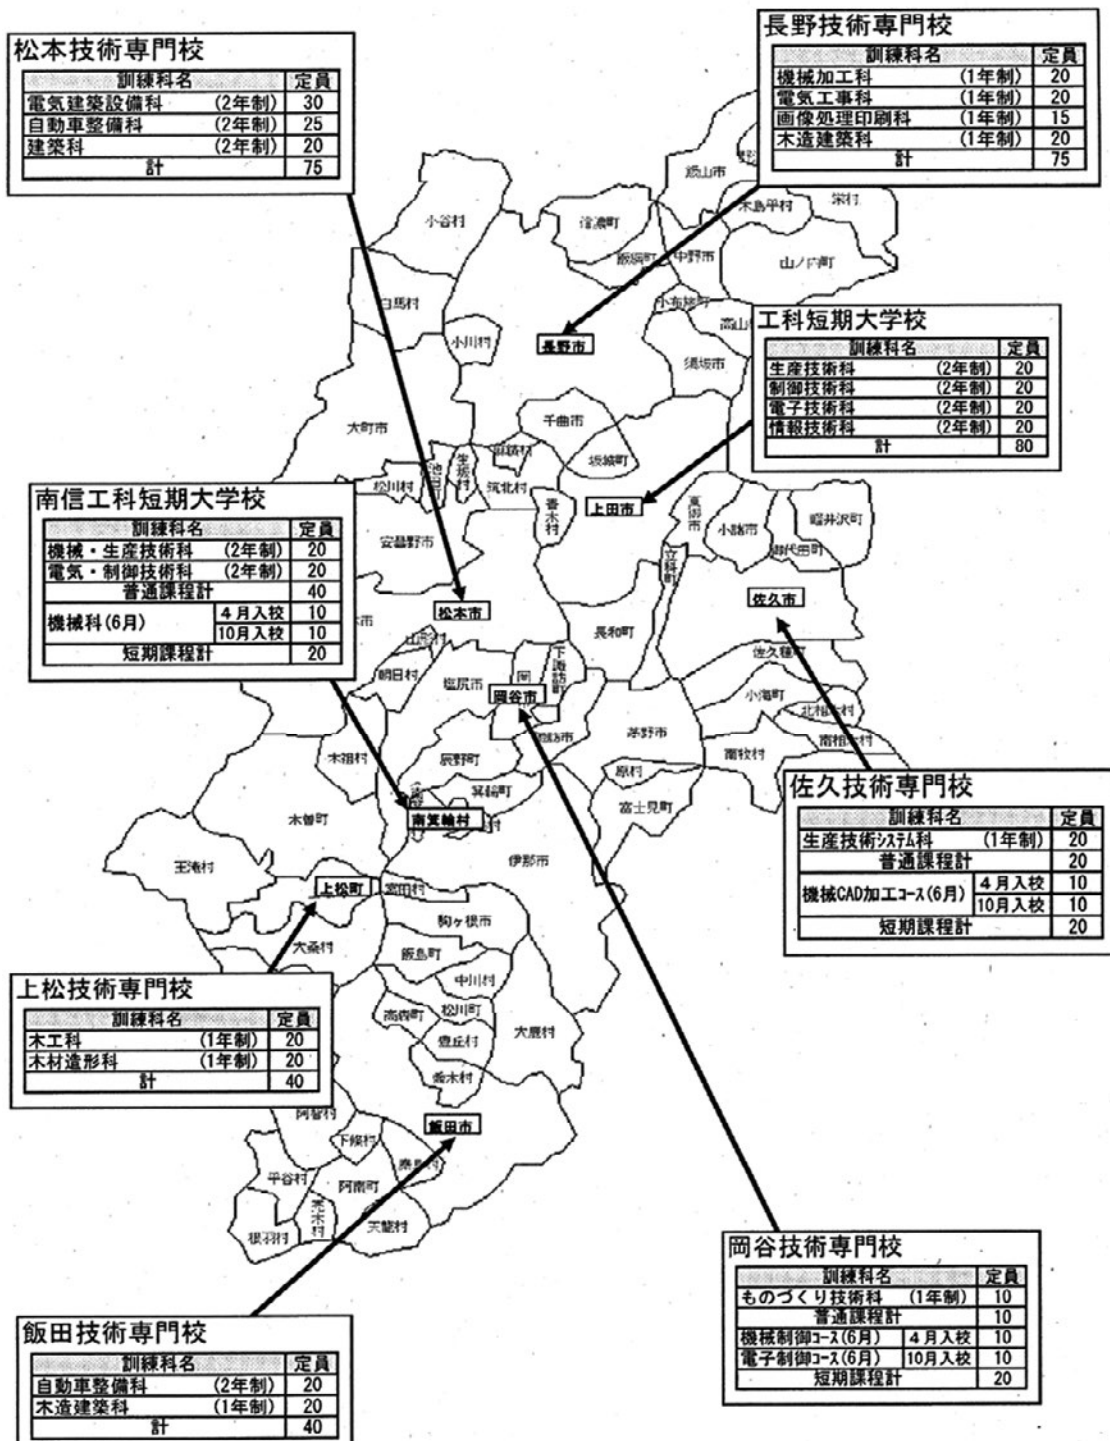 松本技術専門校
訓練科名 定員
電気建築設備科 (2年制) 30
自動車整備科 (2年制) 25
建築科 (2年制) 20
計 75
長野技術専門校
訓練科名 定員
機械加工科 (1年制) 20
電気工事科 (1年制) 20
画像処理印刷科 (1年制) 15
木造建築科 (1年制) 20
計 75
飯山市
野
木島平村
栄村
小谷村
信濃町
飯綱町
中野市
山ノ内町
白馬村
小川村
長野市
小布施町
高山
須坂市
工科短期大学校
訓練科名 定員
生産技術科 (2年制) 20
制御技術科 (2年制) 20
電子技術科 (2年制) 20
情報技術科 (2年制) 20
計 80
大町市
千曲市
麻績村
坂城町
松川村
池田
生坂村
筑北村
青木村
上田市
東御市
小諸市
軽井沢町
御代田町
安曇野市
立科町
南信工科短期大学校
訓練科名 定員
機械・生産技術科 (2年制) 20
電気・制御技術科 (2年制) 20
普通課程計 40
機械科(6月) 4月入校 10
10月入校 10
短期課程計 20
市
松本市
佐久市
山形村
長和町
朝日村
塩尻市
岡
下諏訪町
岡谷市
佐久穂町
小海町
北相木村
諏訪市
茅野市
南牧村
南相木村
木祖村
辰野町
原村
箕輪町
富士見町
南箕輪村
村
木曽町
王滝村
伊那市
佐久技術専門校
訓練科名 定員
生産技術システム科 (1年制) 20
普通課程計 20
機械CAD加工コース(6月) 4月入校 10
10月入校 10
短期課程計 20
上松町
宮田村
駒ヶ根市
大桑村
飯島町
中川村
上松技術専門校
訓練科名 定員
木工科 (1年制) 20
木材造形科 (1年制) 20
計 40
高森町
松川町
大鹿村
豊丘村
喬木村
阿智村
飯田市
下條村
泰阜村
平谷村
阿南町
売木村
天龍村
根羽村
岡谷技術専門校
訓練科名 定員
ものづくり技術科 (1年制) 10
普通課程計 10
機械制御コース(6月) 4月入校 10
電子制御コース(6月) 10月入校 10
短期課程計 20
飯田技術専門校
訓練科名 定員
自動車整備科 (2年制) 20
木造建築科 (1年制) 20
計 40